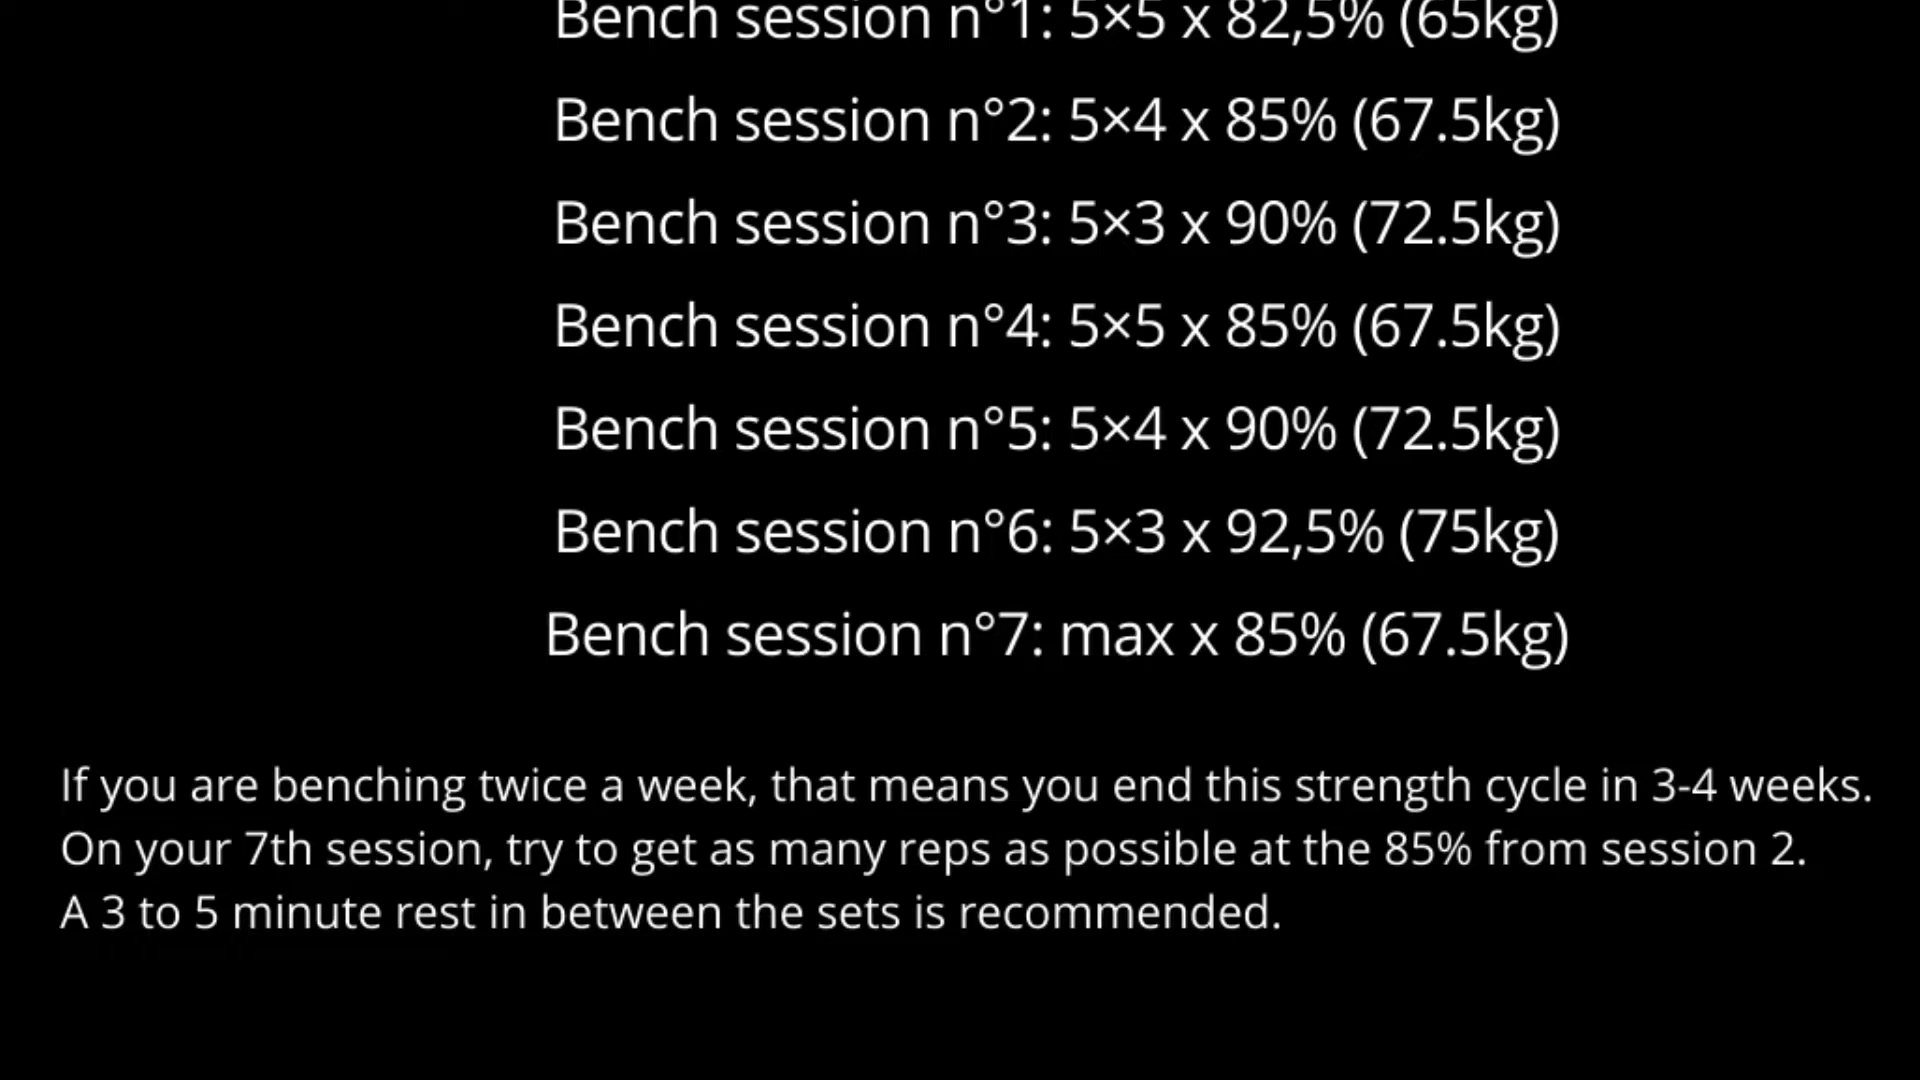 Bench session n°1: 5×5 x 82,5% (65kg)
Bench session n°2: 5×4 x 85% (67.5kg)
Bench session n°3: 5×3 x 90% (72.5kg)
Bench session n°4: 5×5 x 85% (67.5kg)
Bench session n°5: 5×4 x 90% (72.5kg)
Bench session n°6: 5×3 x 92,5% (75kg)
Bench session n°7: max x 85% (67.5kg)
If you are benching twice a week, that means you end this strength cycle in 3-4 weeks.
On your 7th session, try to get as many reps as possible at the 85% from session 2.
A 3 to 5 minute rest in between the sets is recommended.